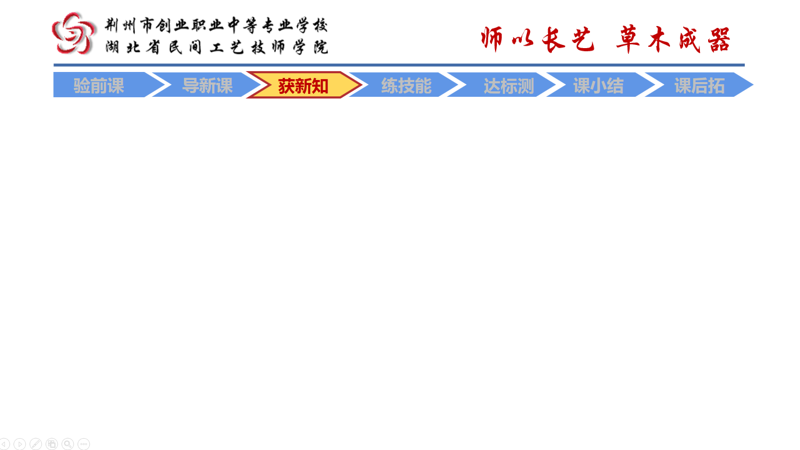 荆州市创业职业中等专业学校
湖北省民间工艺技师学院
师以长艺 草木成器
验前课 导新课 获新知 练技能 达标测 课小结 课后拓